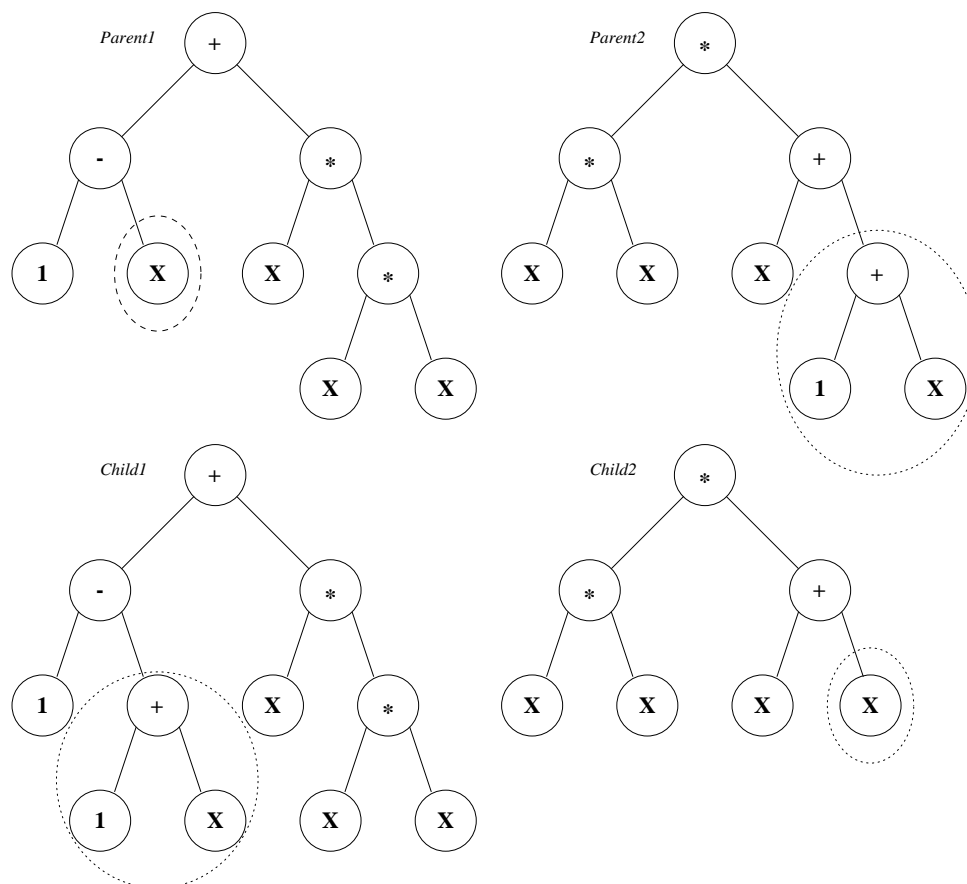 Parent1 + Parent2 *
- * * +
1 X X * X X X +
X X 1 X
Child1 + Child2 *
- * * +
1 + X * X X X X
1 X X X